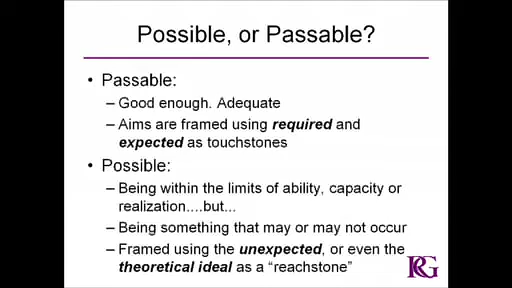 Possible, or Passable?
• Passable:
– Good enough. Adequate
– Aims are framed using required and
expected as touchstones
• Possible:
– Being within the limits of ability, capacity or
realization....but...
– Being something that may or may not occur
– Framed using the unexpected, or even the
theoretical ideal as a “reachstone”
RG